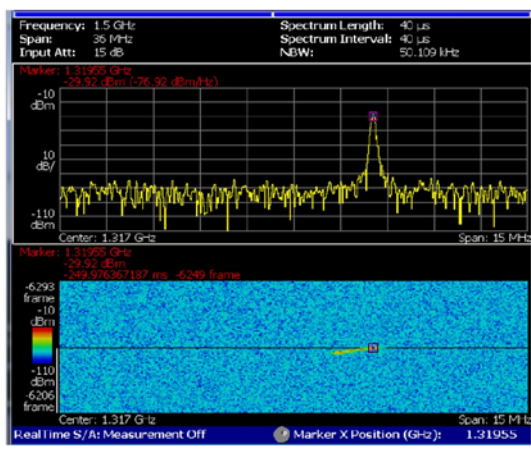 Frequency: 1.5 GHz Spectrum Length: 40 µs
Span: 36 MHz Spectrum Interval: 40 µs
Input Att: 15 dB NBW: 50.109 kHz
Marker: 1.31955 GHz
-29.92 dBm (-76.92 dBm/Hz)
-10
dBm
10
dB/
-110
dBm
Center: 1.317 GHz Span: 15 MHz
Marker: 1.31955 GHz
-29.92 dBm
-249.976367187 ms -6249 frame
-6293
frame
-10
dBm
-110
dBm
-6206
frame
Center: 1.317 GHz Span: 15 MHz
RealTime S/A: Measurement Off Marker X Position (GHz): 1.31955